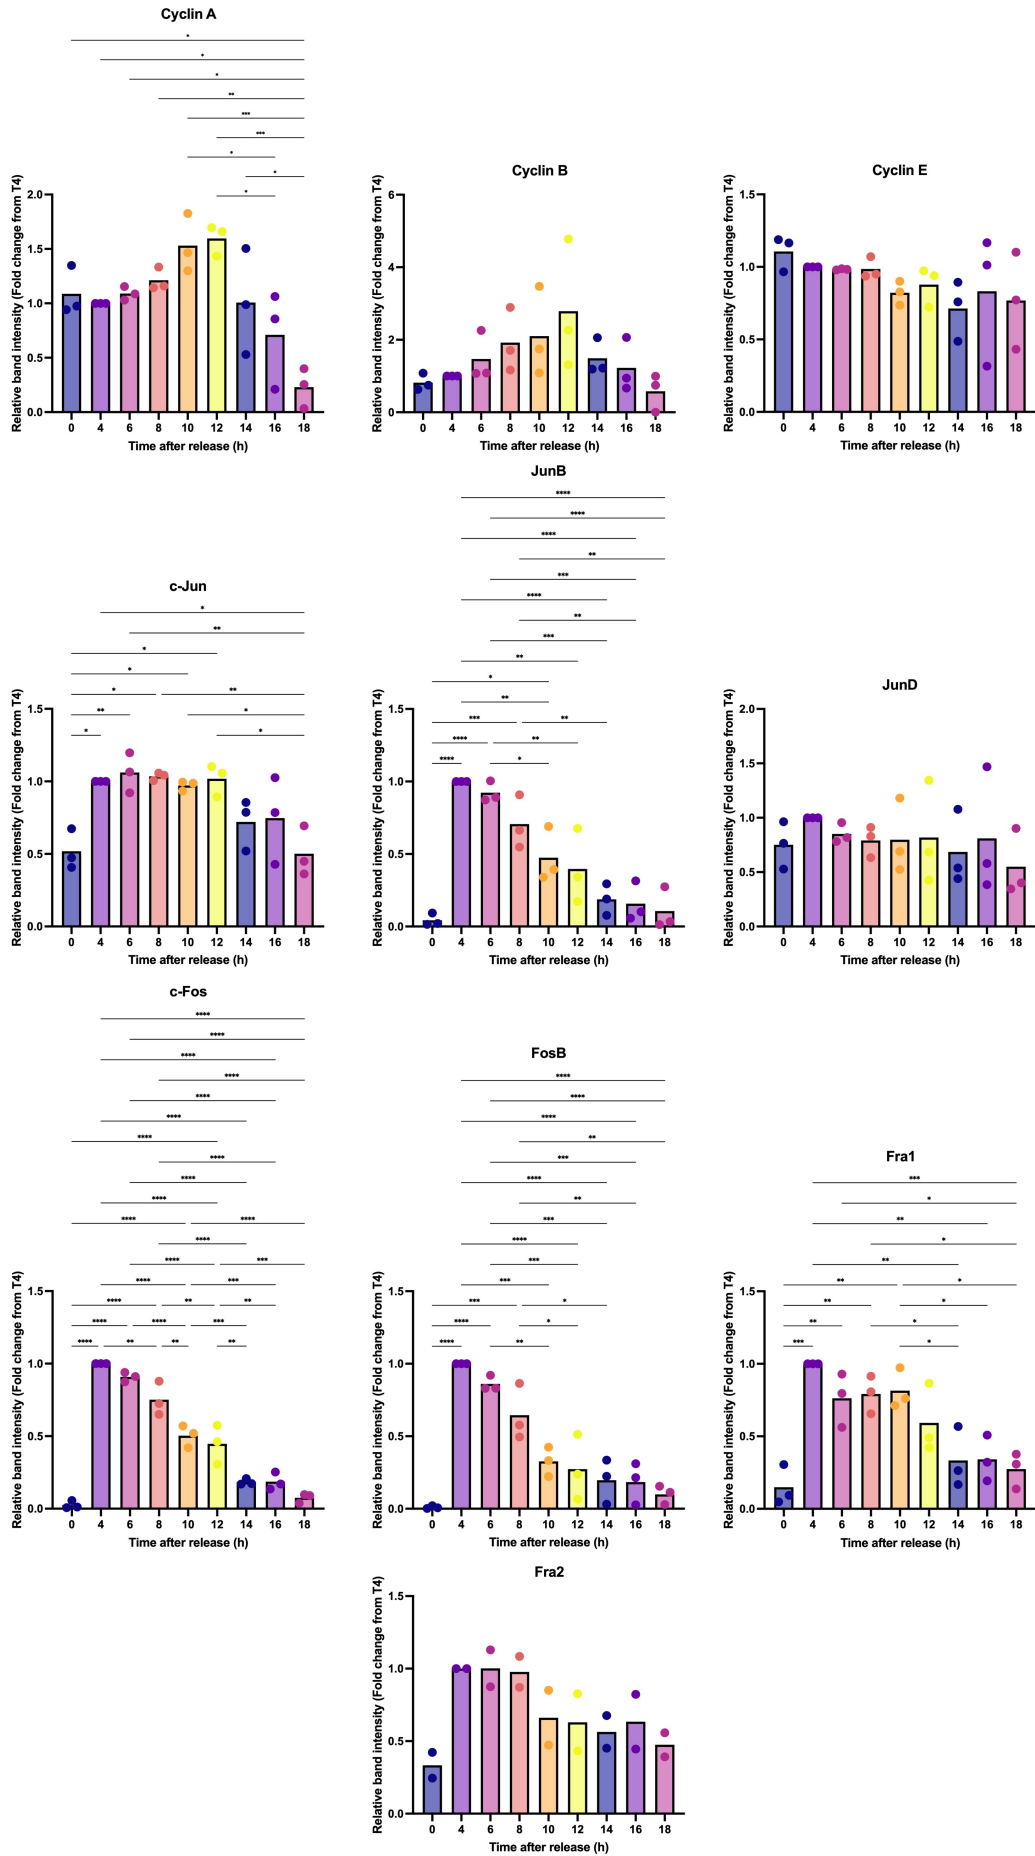 Cyclin A
*
*
*
**
***
***
*
*
*
Relative band intensity (Fold change from T4)
2.0
1.5
1.0
0.5
0.0
0 4 6 8 10 12 14 16 18
Time after release (h)
Cyclin B
Relative band intensity (Fold change from T4)
6
4
2
0
0 4 6 8 10 12 14 16 18
Time after release (h)
Cyclin E
Relative band intensity (Fold change from T4)
1.5
1.0
0.5
0.0
0 4 6 8 10 12 14 16 18
Time after release (h)
c-Jun
*
**
*
*
* **
** *
* *
Relative band intensity (Fold change from T4)
1.5
1.0
0.5
0.0
0 4 6 8 10 12 14 16 18
Time after release (h)
JunB
****
****
****
**
***
****
**
***
**
*
**
*** **
**** **
**** *
Relative band intensity (Fold change from T4)
1.5
1.0
0.5
0.0
0 4 6 8 10 12 14 16 18
Time after release (h)
JunD
Relative band intensity (Fold change from T4)
2.0
1.5
1.0
0.5
0.0
0 4 6 8 10 12 14 16 18
Time after release (h)
c-Fos
****
****
****
****
****
****
****
****
****
****
**** ****
****
**** ***
**** ***
**** ** **
**** **** ***
**** ** ** **
Relative band intensity (Fold change from T4)
1.5
1.0
0.5
0.0
0 4 6 8 10 12 14 16 18
Time after release (h)
FosB
****
****
****
**
***
****
**
***
****
***
***
*** *
**** *
**** **
Relative band intensity (Fold change from T4)
1.5
1.0
0.5
0.0
0 4 6 8 10 12 14 16 18
Time after release (h)
Fra1
***
*
**
*
**
** *
** *
** *
*** *
Relative band intensity (Fold change from T4)
1.5
1.0
0.5
0.0
0 4 6 8 10 12 14 16 18
Time after release (h)
Fra2
Relative band intensity (Fold change from T4)
1.5
1.0
0.5
0.0
0 4 6 8 10 12 14 16 18
Time after release (h)